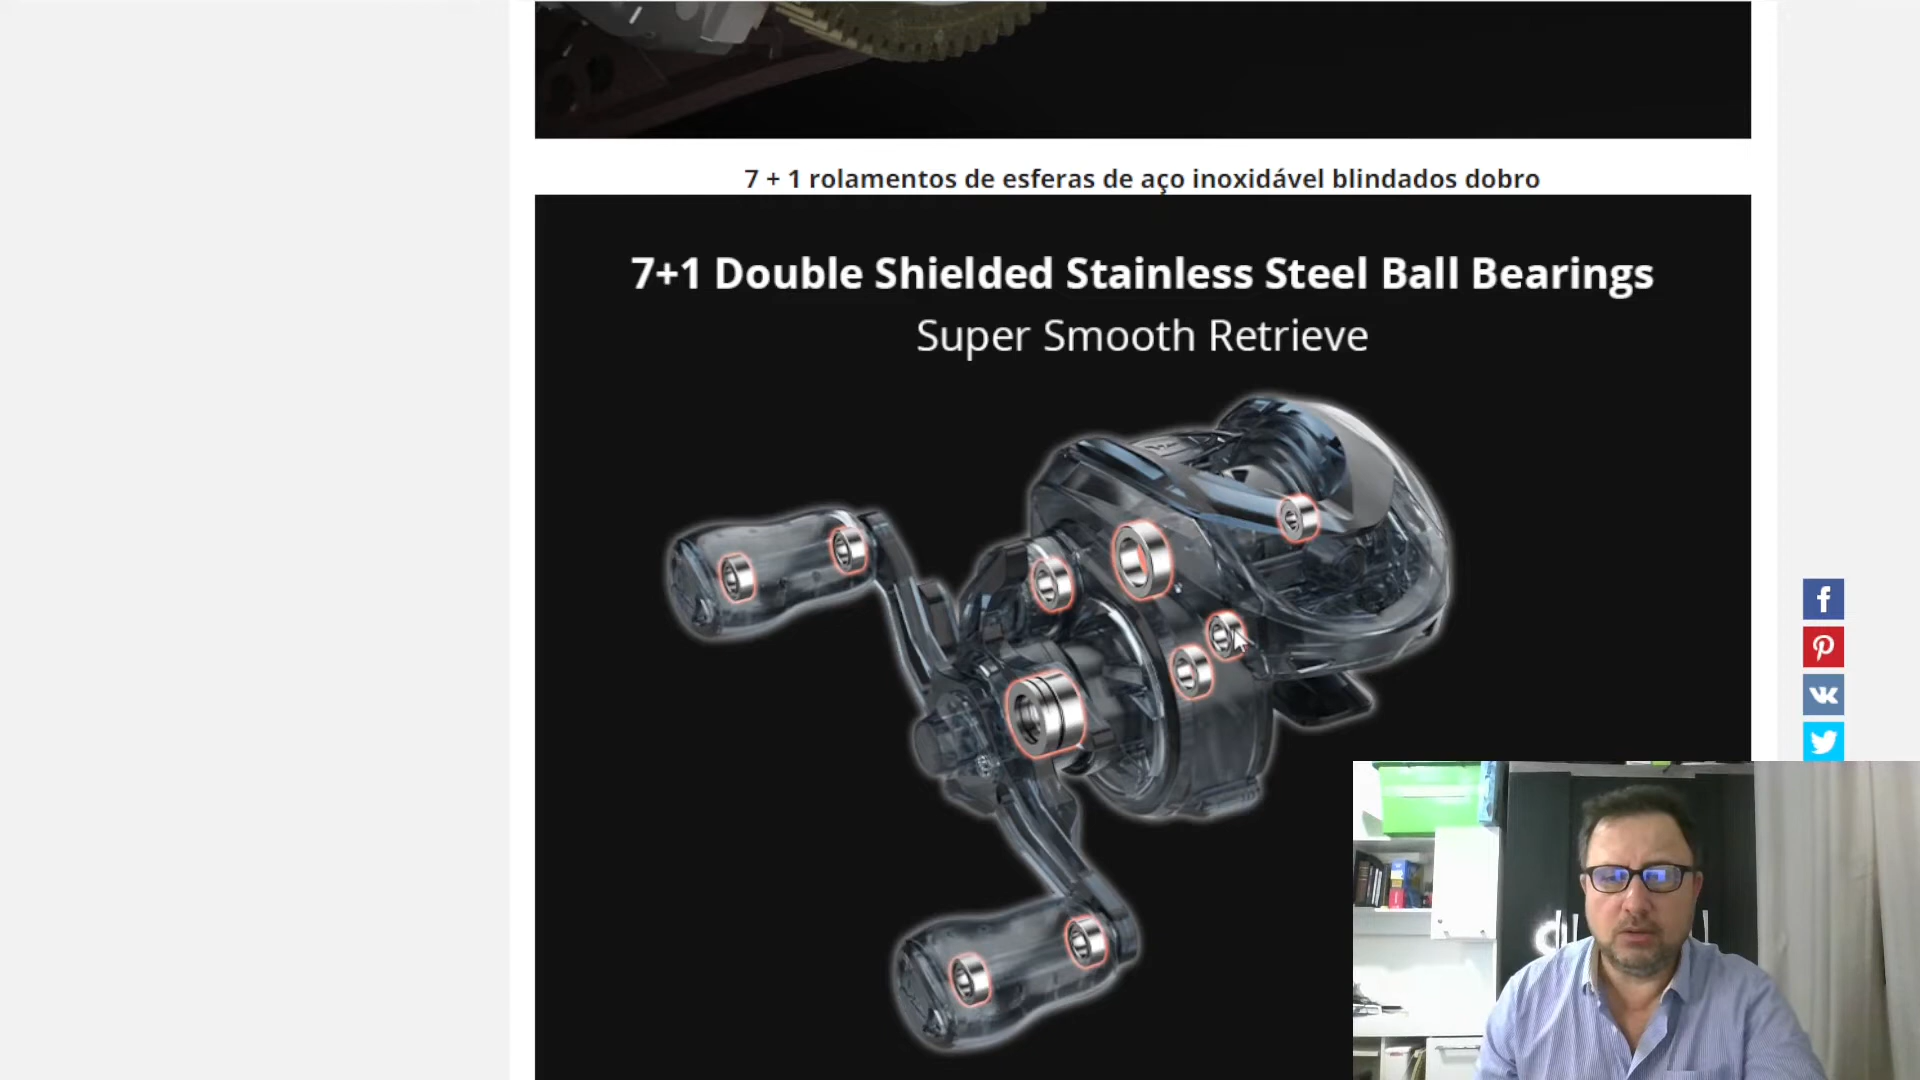 7 + 1 rolamentos de esferas de aço inoxidável blindados dobro
7+1 Double Shielded Stainless Steel Ball Bearings
Super Smooth Retrieve